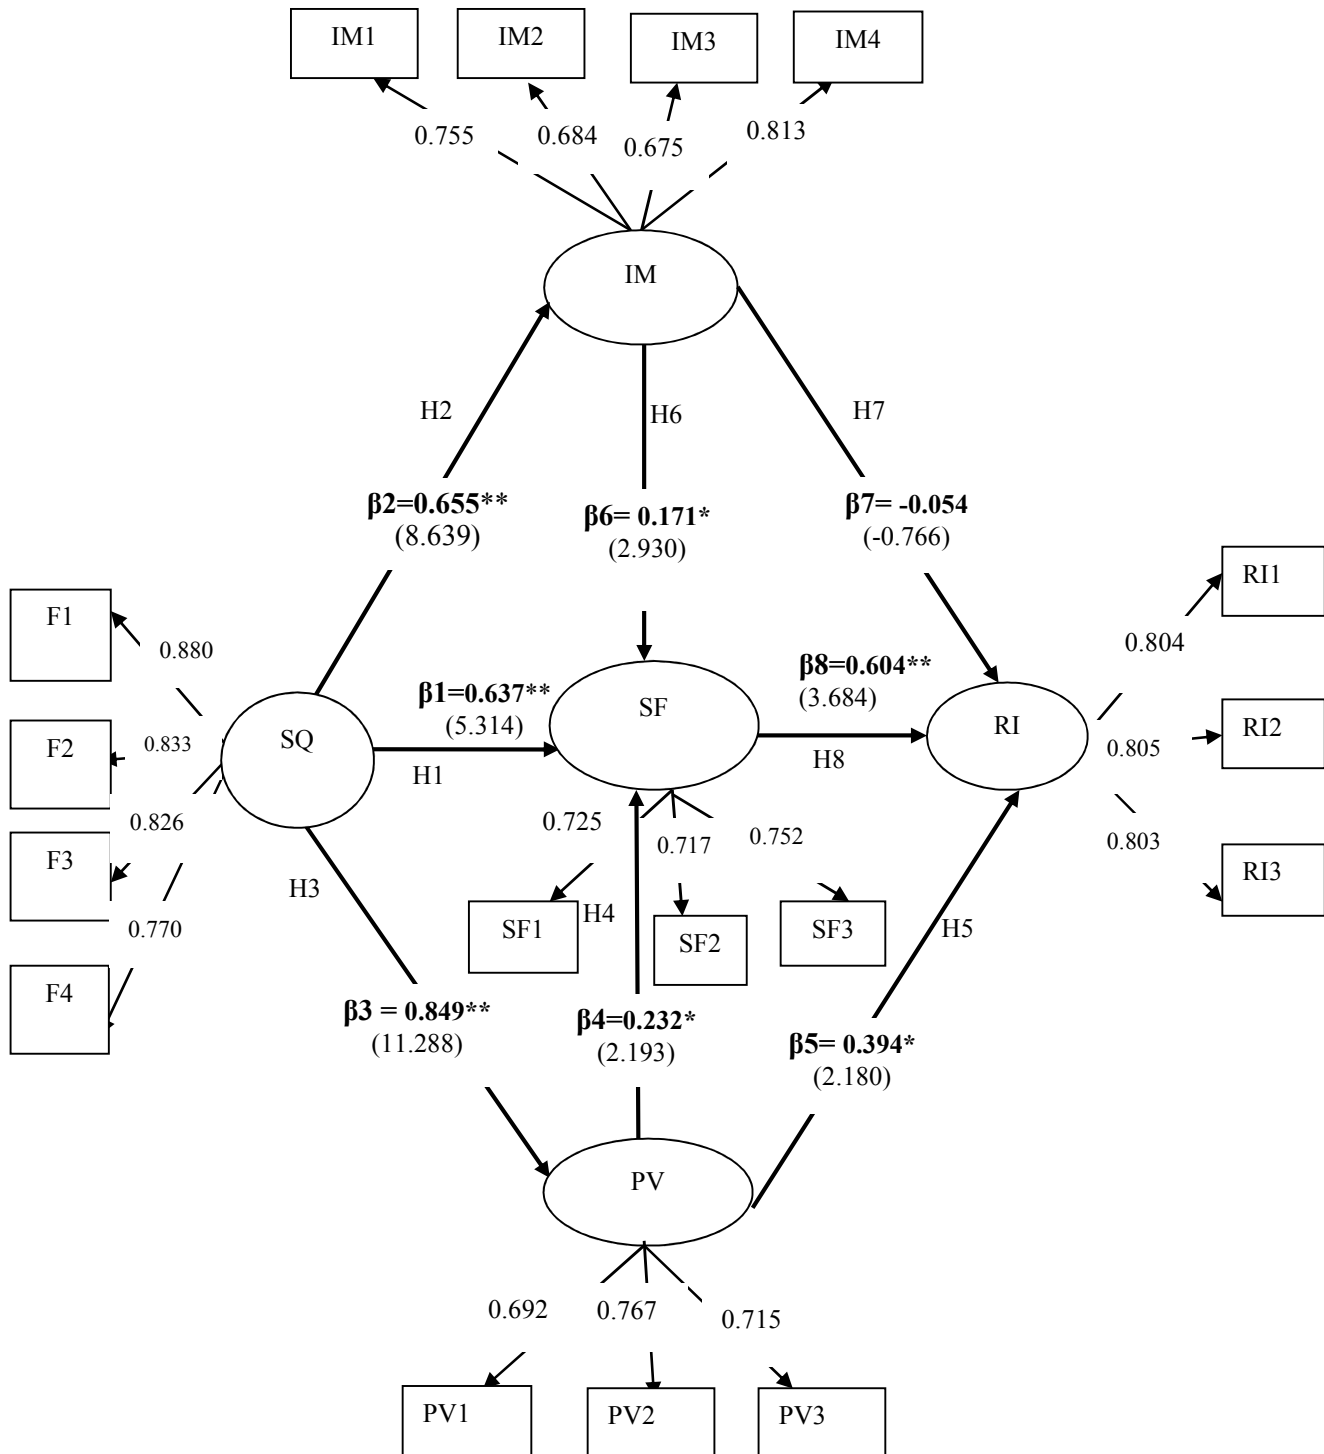 IM1
IM2
IM3
IM4
0.755
0.684
0.675
0.813
IM
H2
H6
H7
β2=0.655**
(8.639)
β6= 0.171*
(2.930)
β7= -0.054
(-0.766)
F1
0.880
RI1
0.804
β1=0.637**
(5.314)
SF
β8=0.604**
(3.684)
F2
0.833
SQ
H1
H8
RI
0.805
RI2
0.826
0.725
0.717
0.752
0.803
F3
H3
RI3
0.770
SF1
H4
SF2
SF3
H5
F4
β3 = 0.849**
(11.288)
β4=0.232*
(2.193)
β5= 0.394*
(2.180)
PV
0.692
0.767
0.715
PV1
PV2
PV3